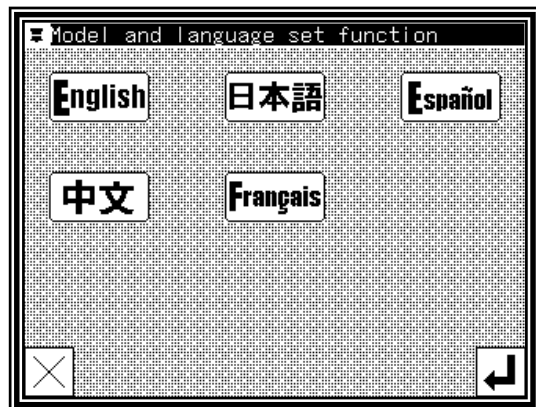 Model and language set function
English 日本語 Español
中文 Français